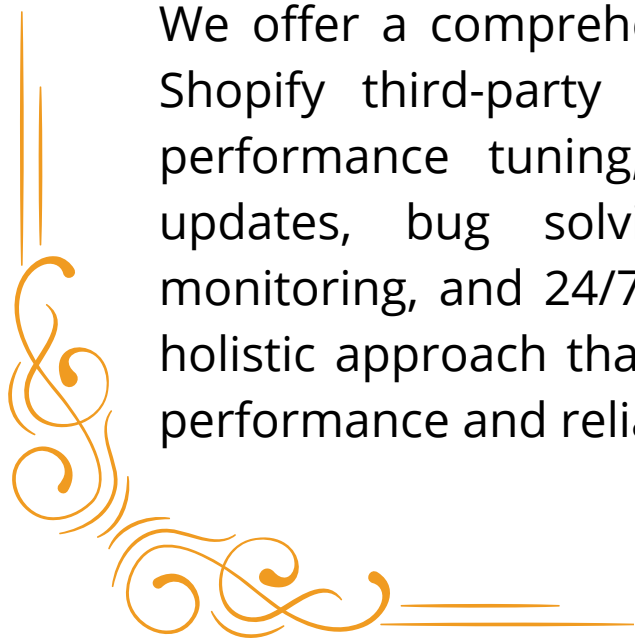 We offer a compreh
Shopify third-party
performance tuning,
updates, bug solv
monitoring, and 24/7
holistic approach tha
performance and reli